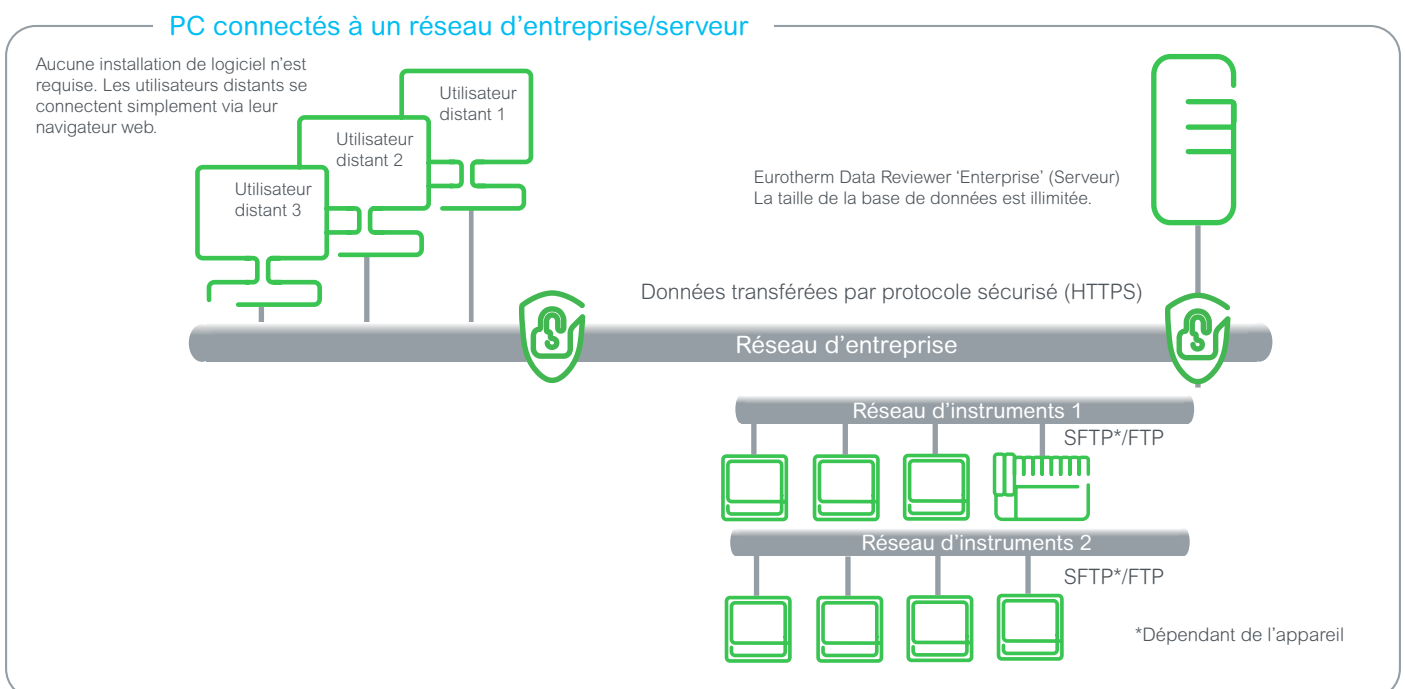 PC connectés à un réseau d’entreprise/serveur
Aucune installation de logiciel n’est
requise. Les utilisateurs distants se
connectent simplement via leur
navigateur web.
Utilisateur
distant 1
Utilisateur
distant 2
Utilisateur
distant 3
Eurotherm Data Reviewer ‘Enterprise’ (Serveur)
La taille de la base de données est illimitée.
Données transférées par protocole sécurisé (HTTPS)
Réseau d’entreprise
Réseau d’instruments 1
SFTP*/FTP
Réseau d’instruments 2
SFTP*/FTP
*Dépendant de l’appareil